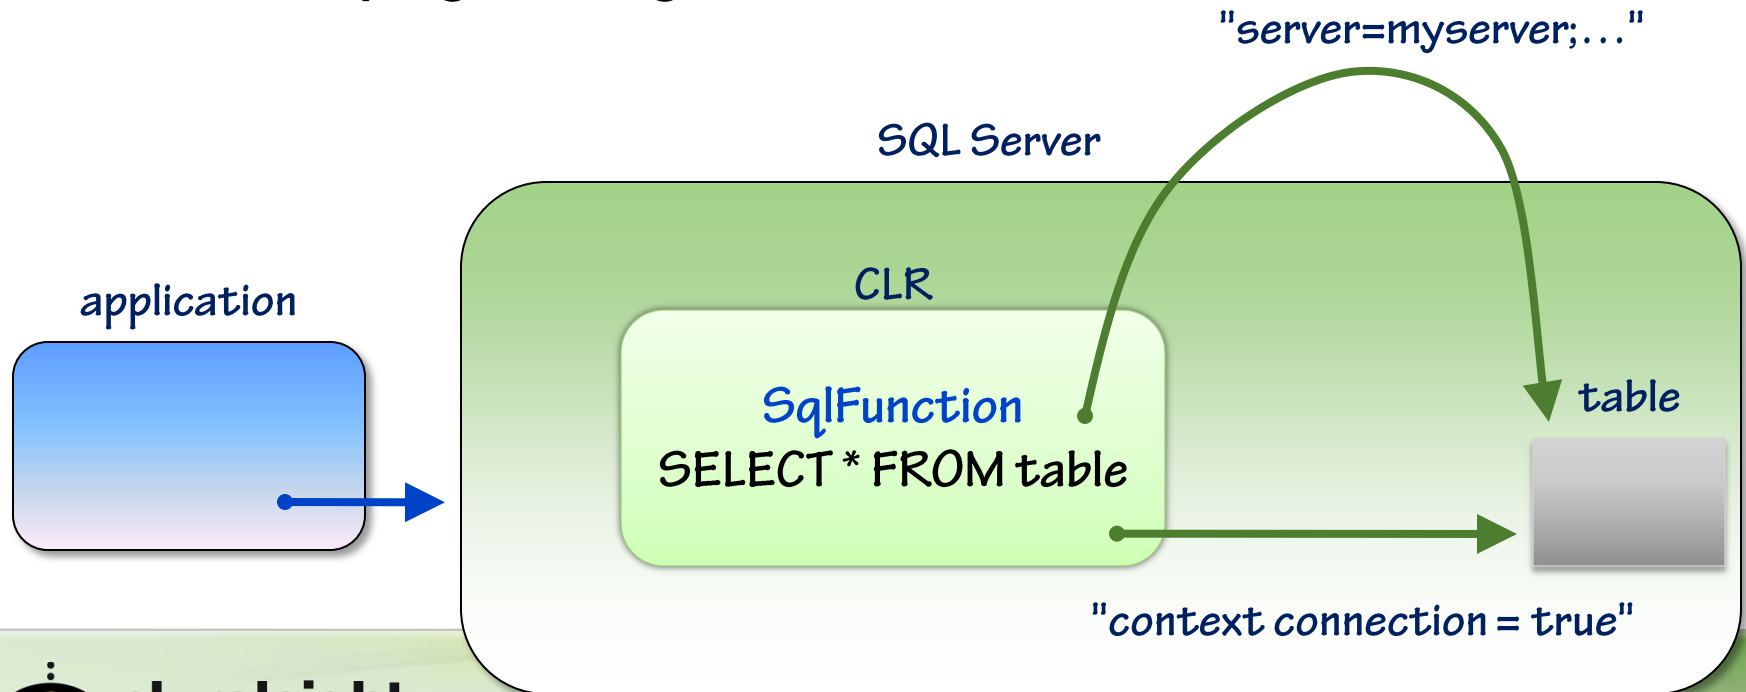 "server=myserver;..."
SQL Server
CLR
application
SqlFunction
SELECT * FROM table
table
"context connection = true"